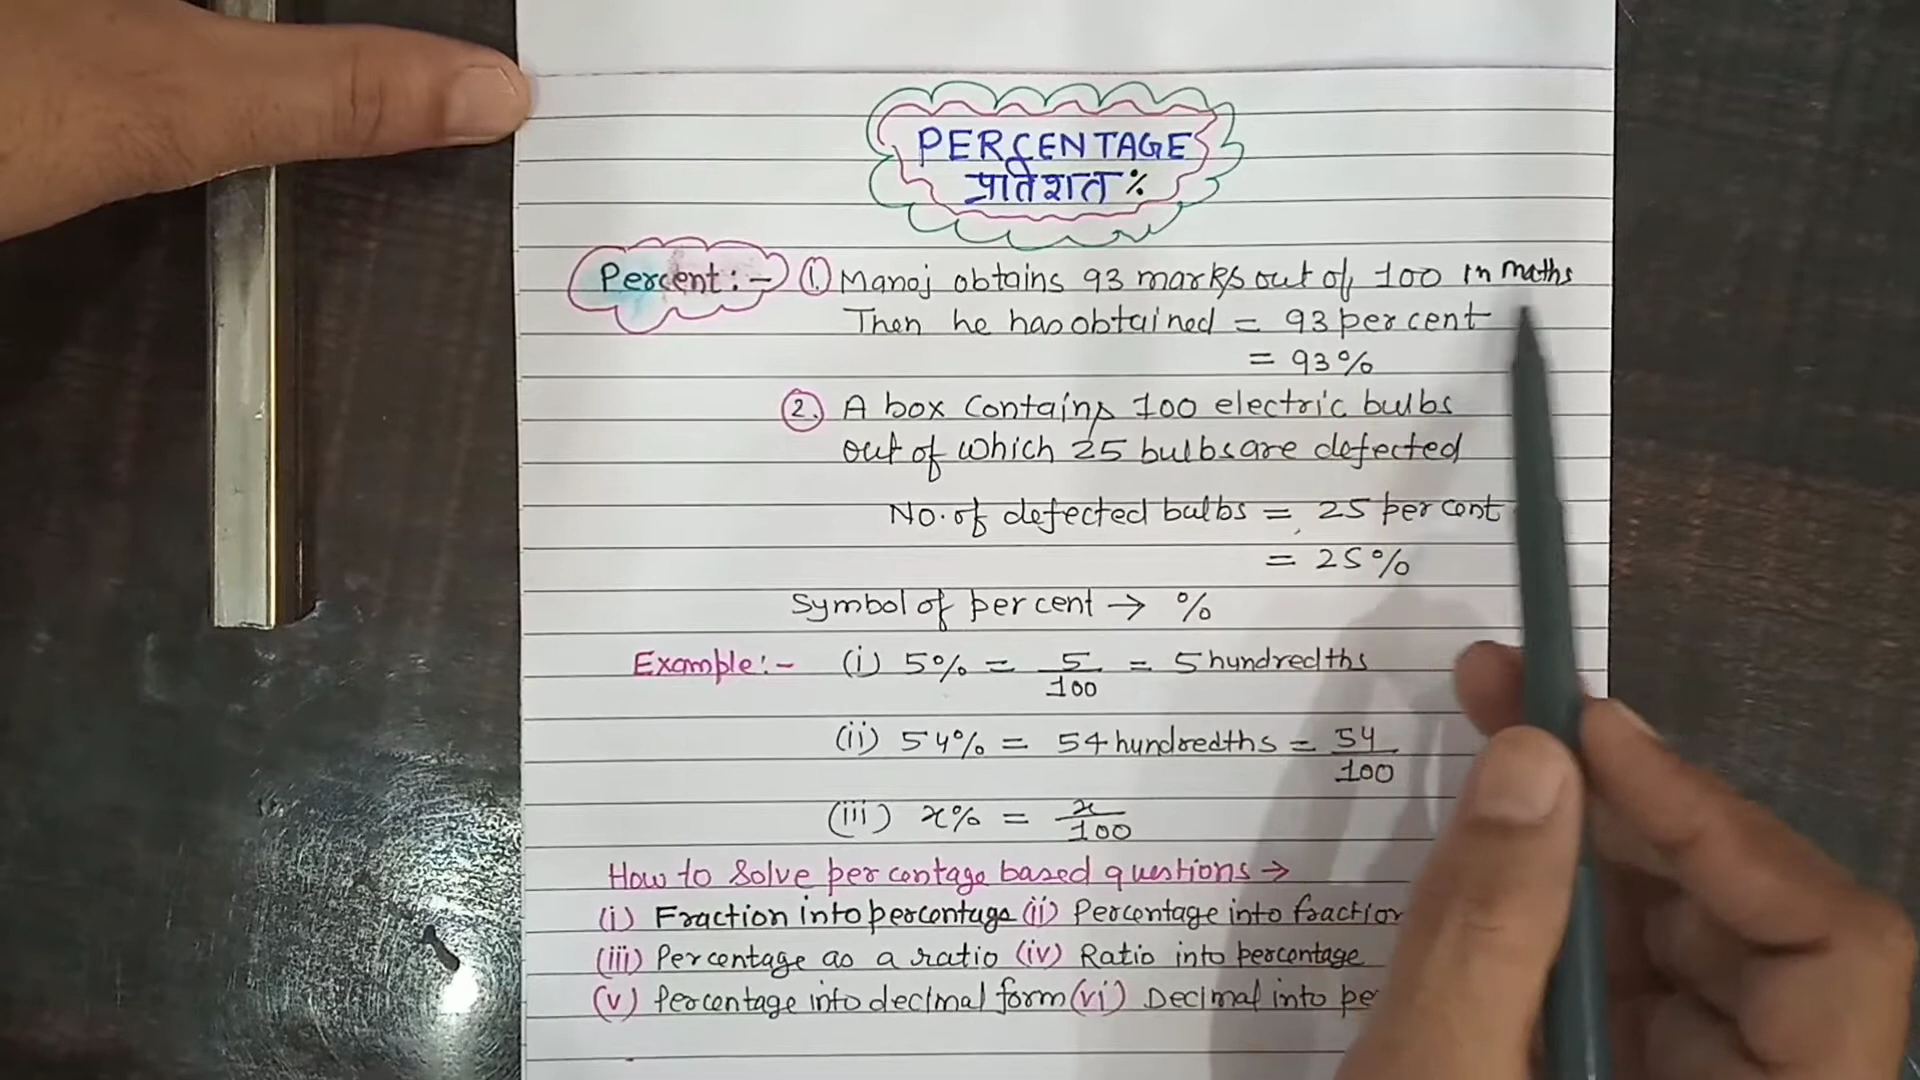 PERCENTAGE
प्रतिशत %
Percent :- 1. Manoj obtains 93 marks out of 100 in maths
Then he has obtained = 93 per cent
= 93%
2. A box contains 100 electric bulbs
out of which 25 bulbs are defected
No. of defected bulbs = 25 per cent
= 25%
Symbol of per cent → %
Example :- (i) 5% = 5/100 = 5 hundredths
(ii) 54% = 54 hundredths = 54/100
(iii) x% = x/100
How to Solve percentage based questions →
(i) Fraction into percentage (ii) Percentage into fraction
(iii) Percentage as a ratio (iv) Ratio into percentage
(v) Percentage into decimal form (vi) Decimal into pe